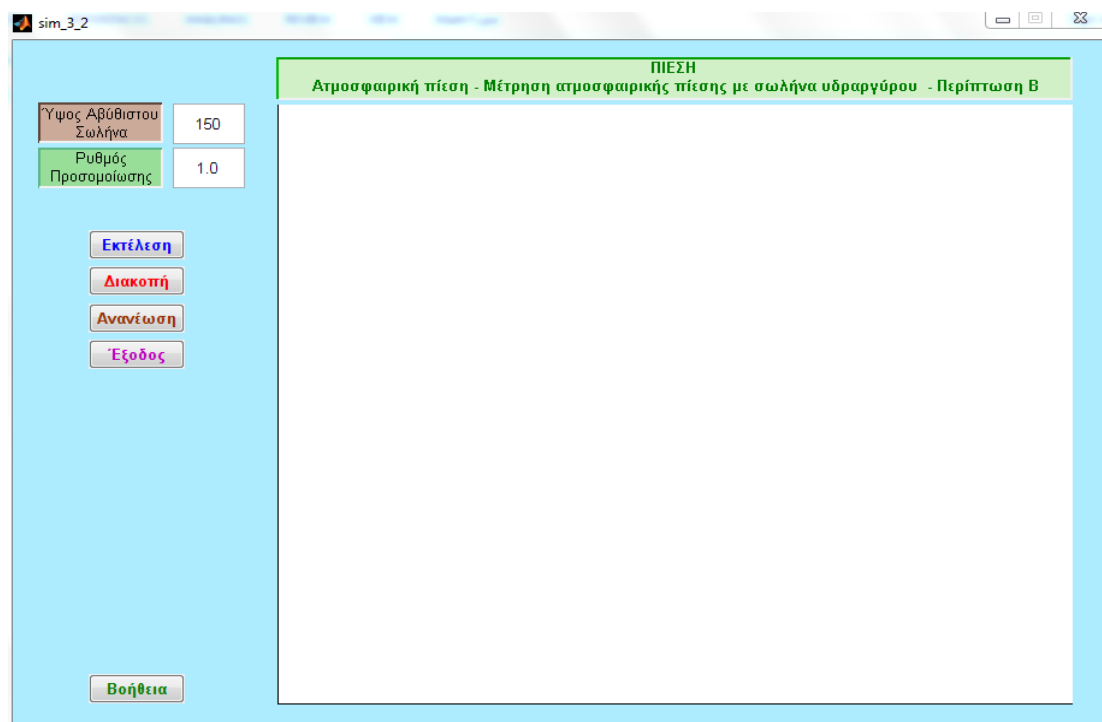 sim_3_2
ΠΙΕΣΗ
Ατμοσφαιρική πίεση - Μέτρηση ατμοσφαιρικής πίεσης με σωλήνα υδραργύρου - Περίπτωση Β
Ύψος Αβύθιστου
Σωλήνα
150
Ρυθμός
Προσομοίωσης
1.0
Εκτέλεση
Διακοπή
Ανανέωση
Έξοδος
Βοήθεια